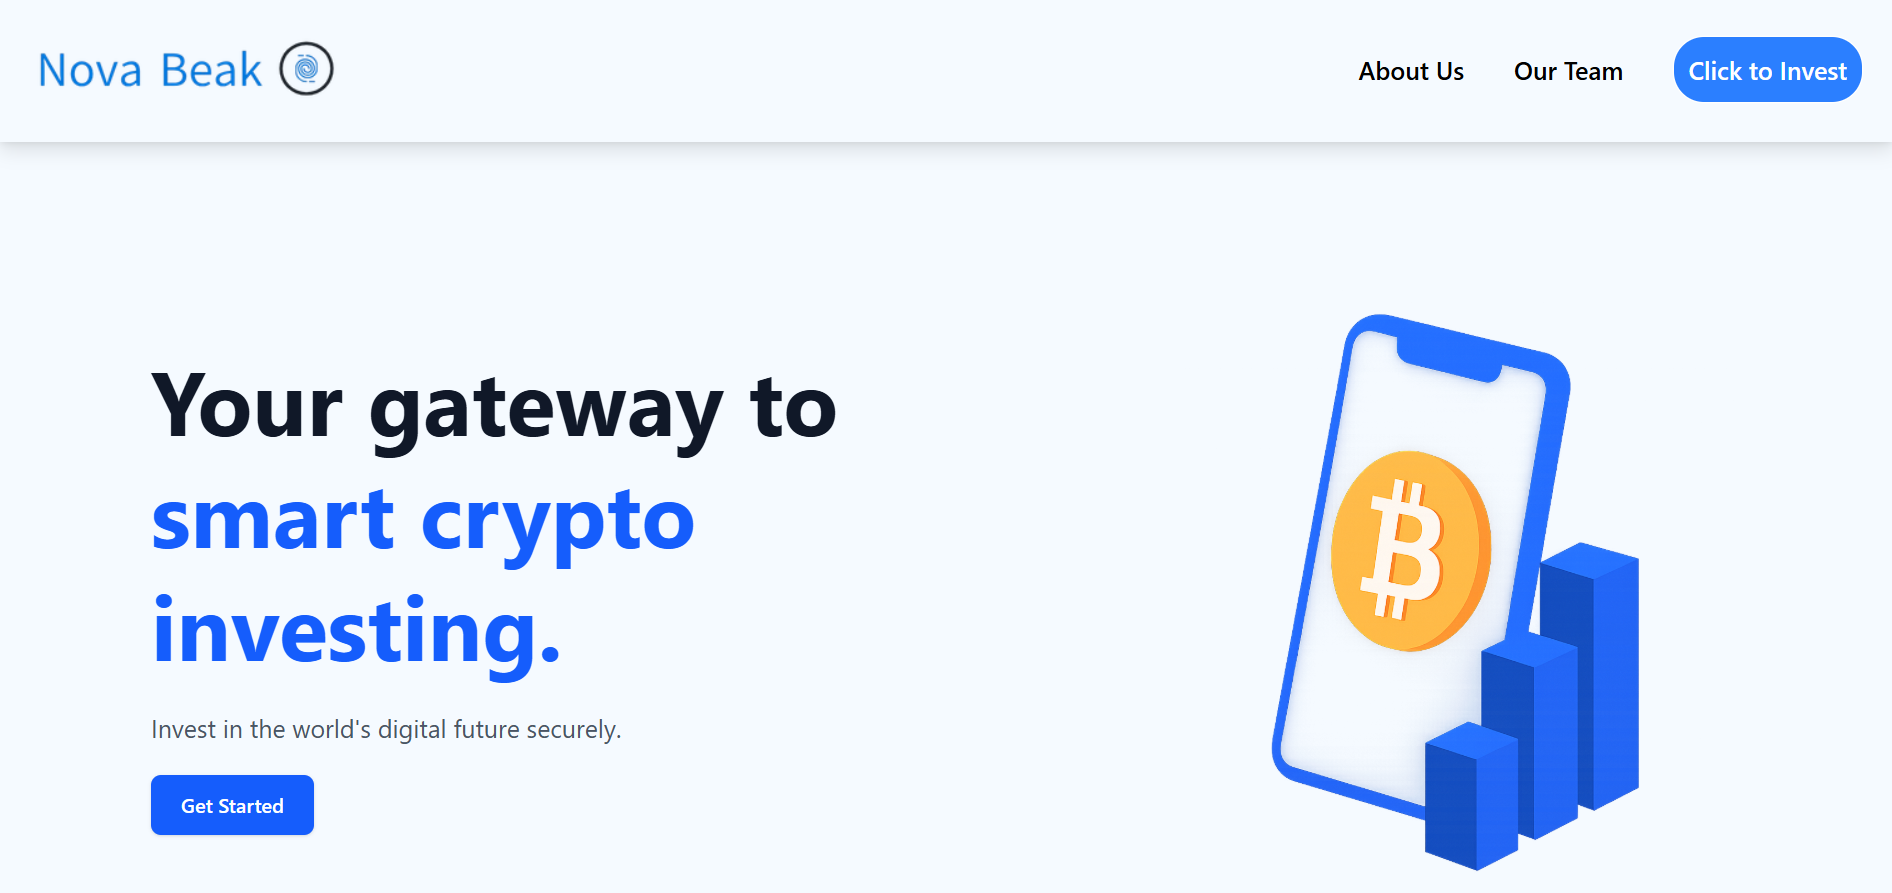 Nova Beak
About Us
Our Team
Click to Invest
Your gateway to
smart crypto
investing.
Invest in the world's digital future securely.
Get Started